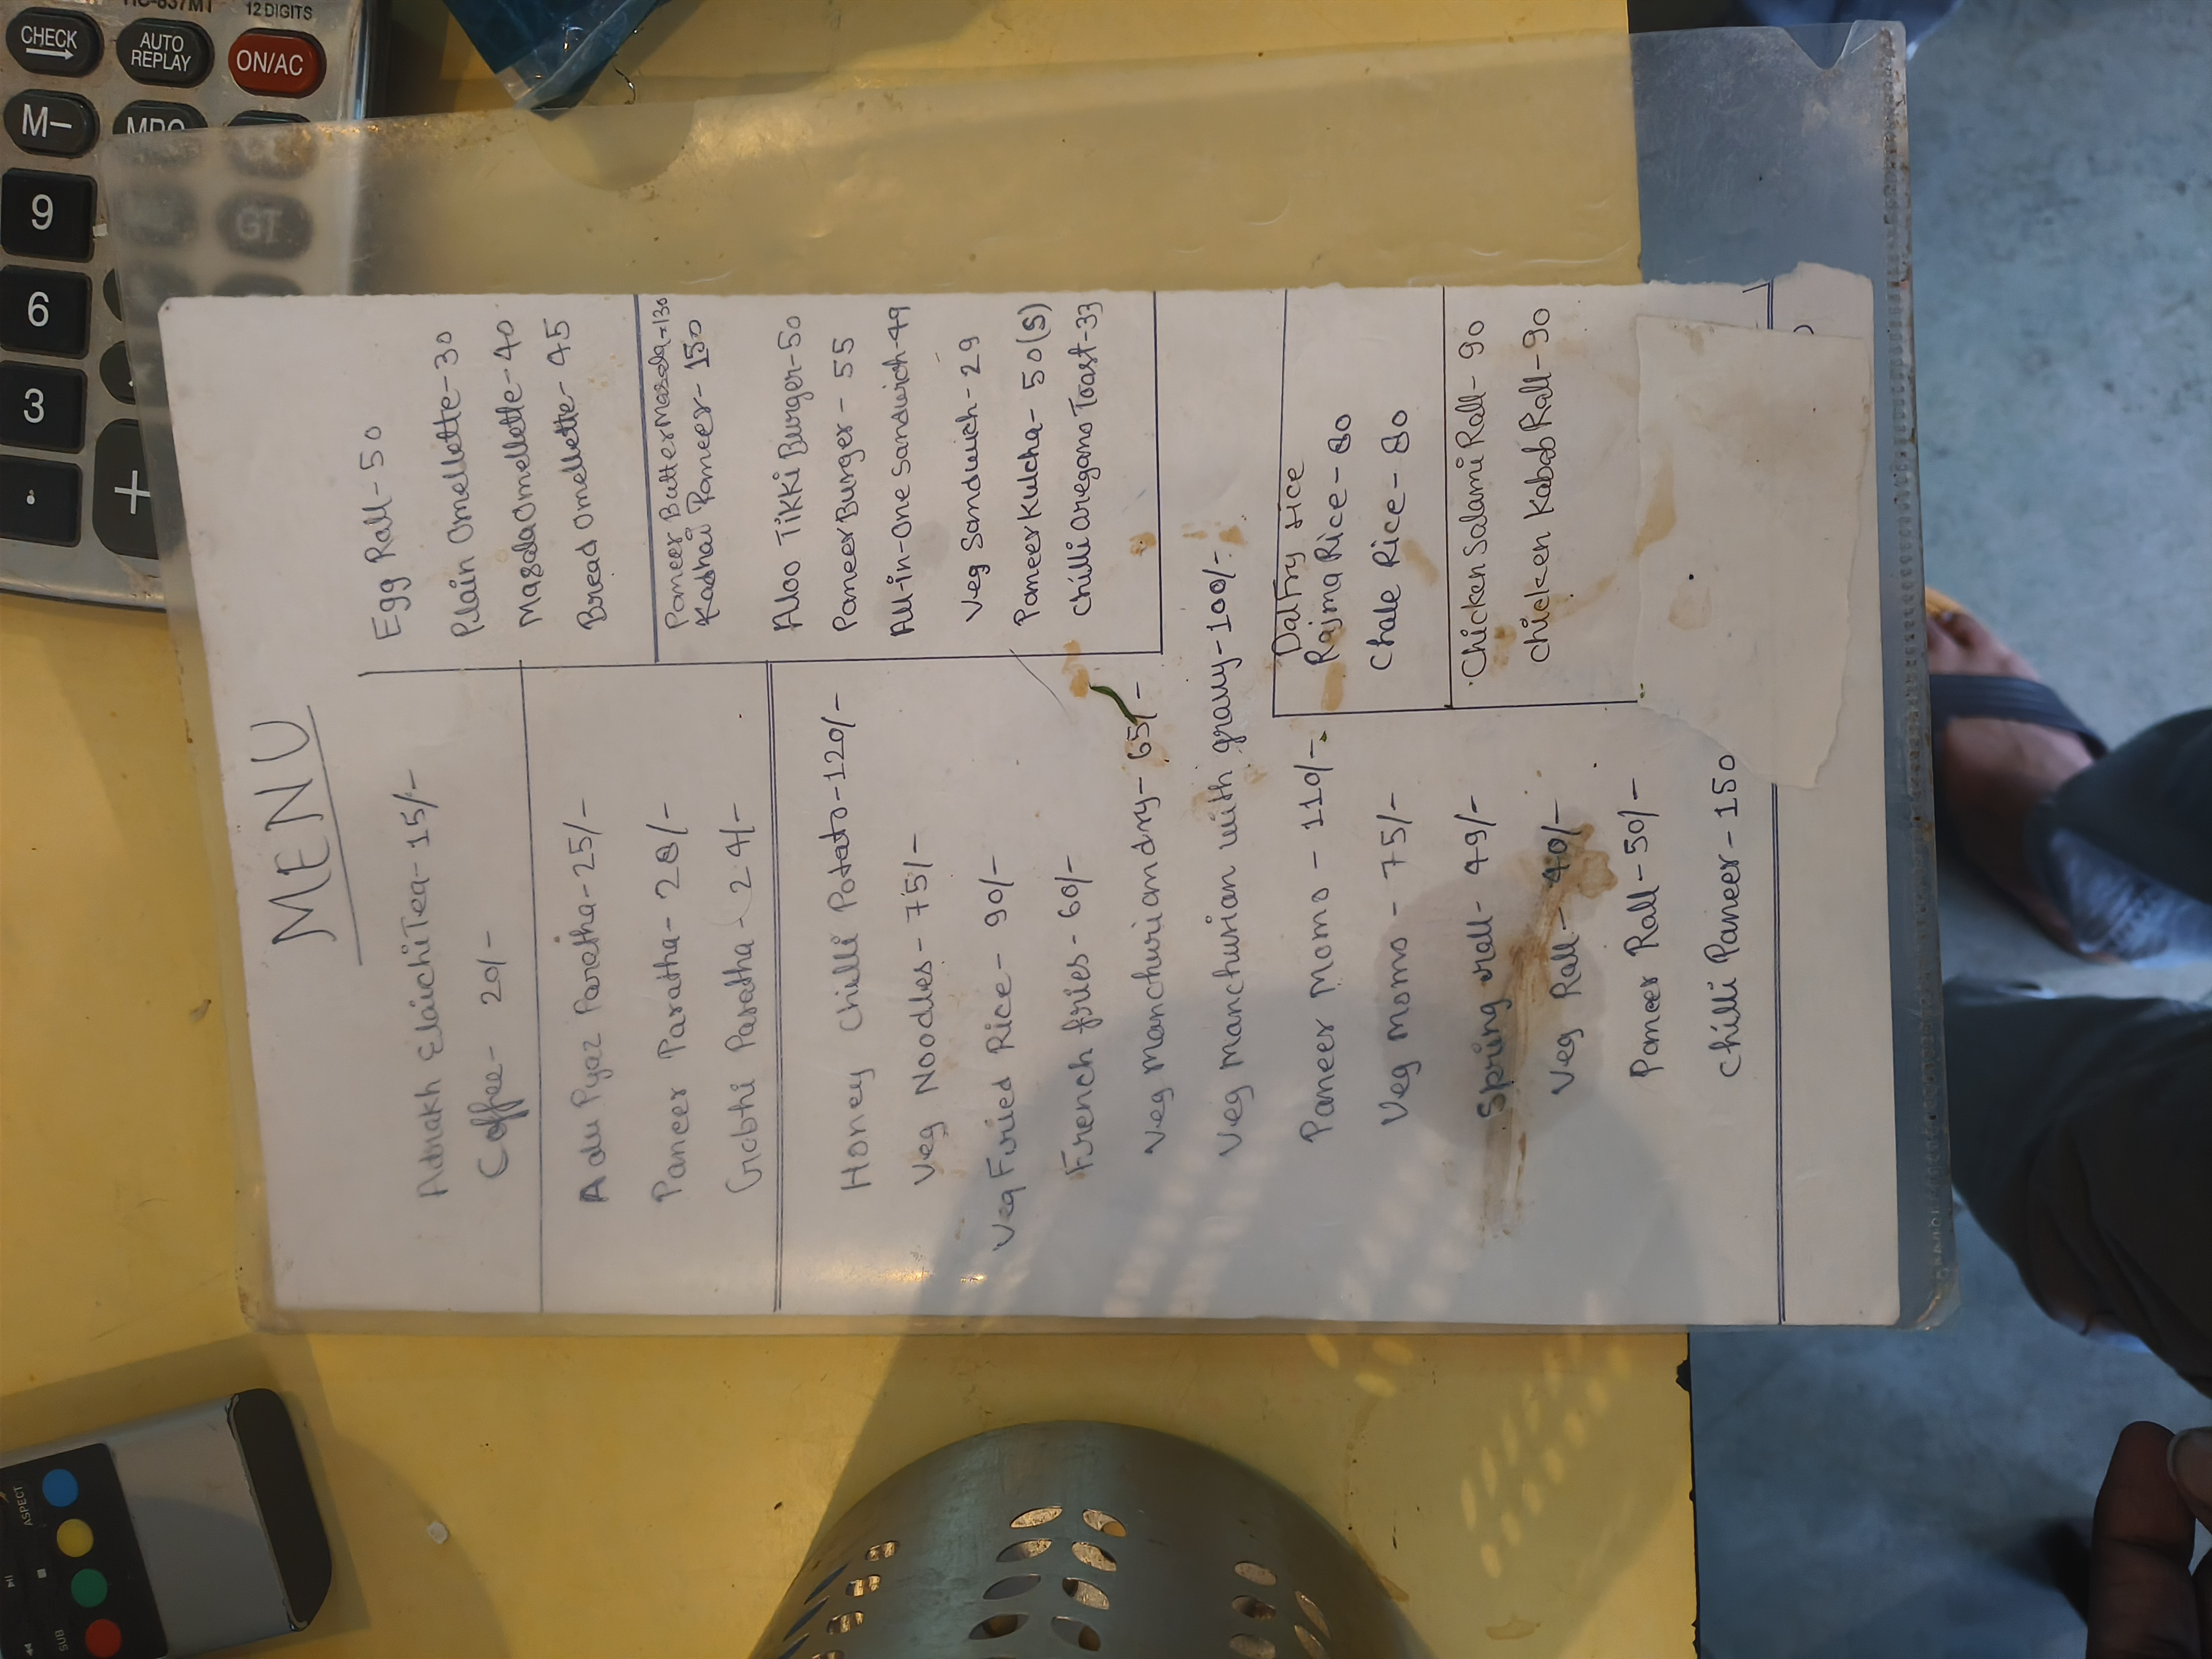 MENU
Adrakh Elaichi Tea-15/-
Coffee- 20/-
Aalu Pyaz Paratha-25/-
Paneer Paratha-28/-
Gobhi Paratha-24/-
Honey Chilli Potato-120/-
Veg Noodles-75/-
Veg Fried Rice-90/-
French fries-60/-
Veg Manchurian dry-65/-
Veg Manchurian with gravy-100/-
Paneer Momo - 110/-
Veg Momo - 75/-
Spring roll- 49/-
Veg Roll- 40/-
Paneer Roll-50/-
Chilli Paneer-150
Egg Roll-50
Plain Omellette-30
Masala Omellette-40
Bread Omellette-45
Paneer Butter Masala-130
Kadhai Paneer-150
Aloo Tikki Burger-50
Paneer Burger-55
All-in-One Sandwich-49
Veg Sandwich-29
Paneer Kulcha-50(S)
Chilli aregano Toast-33
Dal Fry rice
Rajma Rice-80
Chole Rice-80
Chicken Salami Roll-90
Chicken Kabab Roll-90
12 DIGITS
CHECK
AUTO REPLAY
ON/AC
M-
9
GT
6
3
.
+
ASPECT
SUB